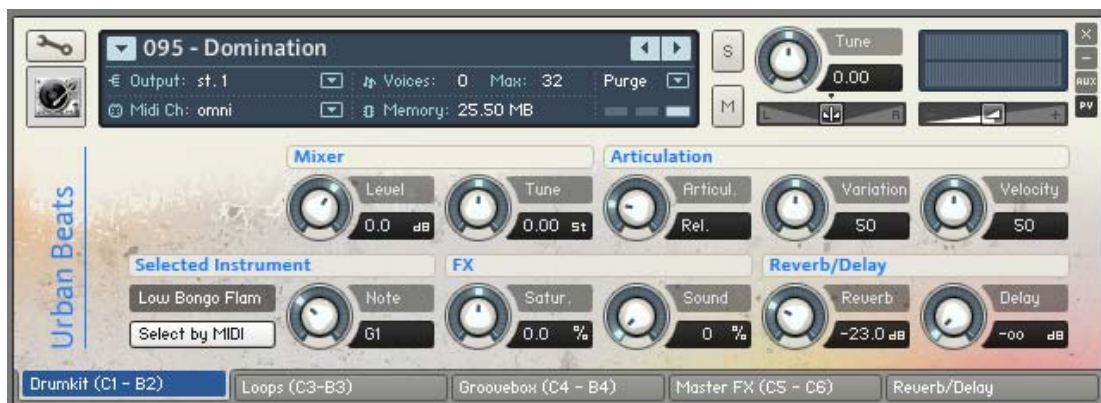 095 - Domination
S
Tune
0.00
×
−
AUX
PV
Output: st. 1
Voices: 0 Max: 32
Purge
Midi Ch: omni
Memory: 25.50 MB
M
L
R
−
+
Urban Beats
Mixer
Articulation
Level
0.0 dB
Tune
0.00 st
Articul.
Rel.
Variation
50
Velocity
50
Selected Instrument
FX
Reverb/Delay
Low Bongo Flam
Select by MIDI
Note
G1
Satur.
0.0 %
Sound
0 %
Reverb
-23.0 dB
Delay
-oo dB
Drumkit (C1 - B2)
Loops (C3-B3)
Groovebox (C4 - B4)
Master FX (C5 - C6)
Reverb/Delay